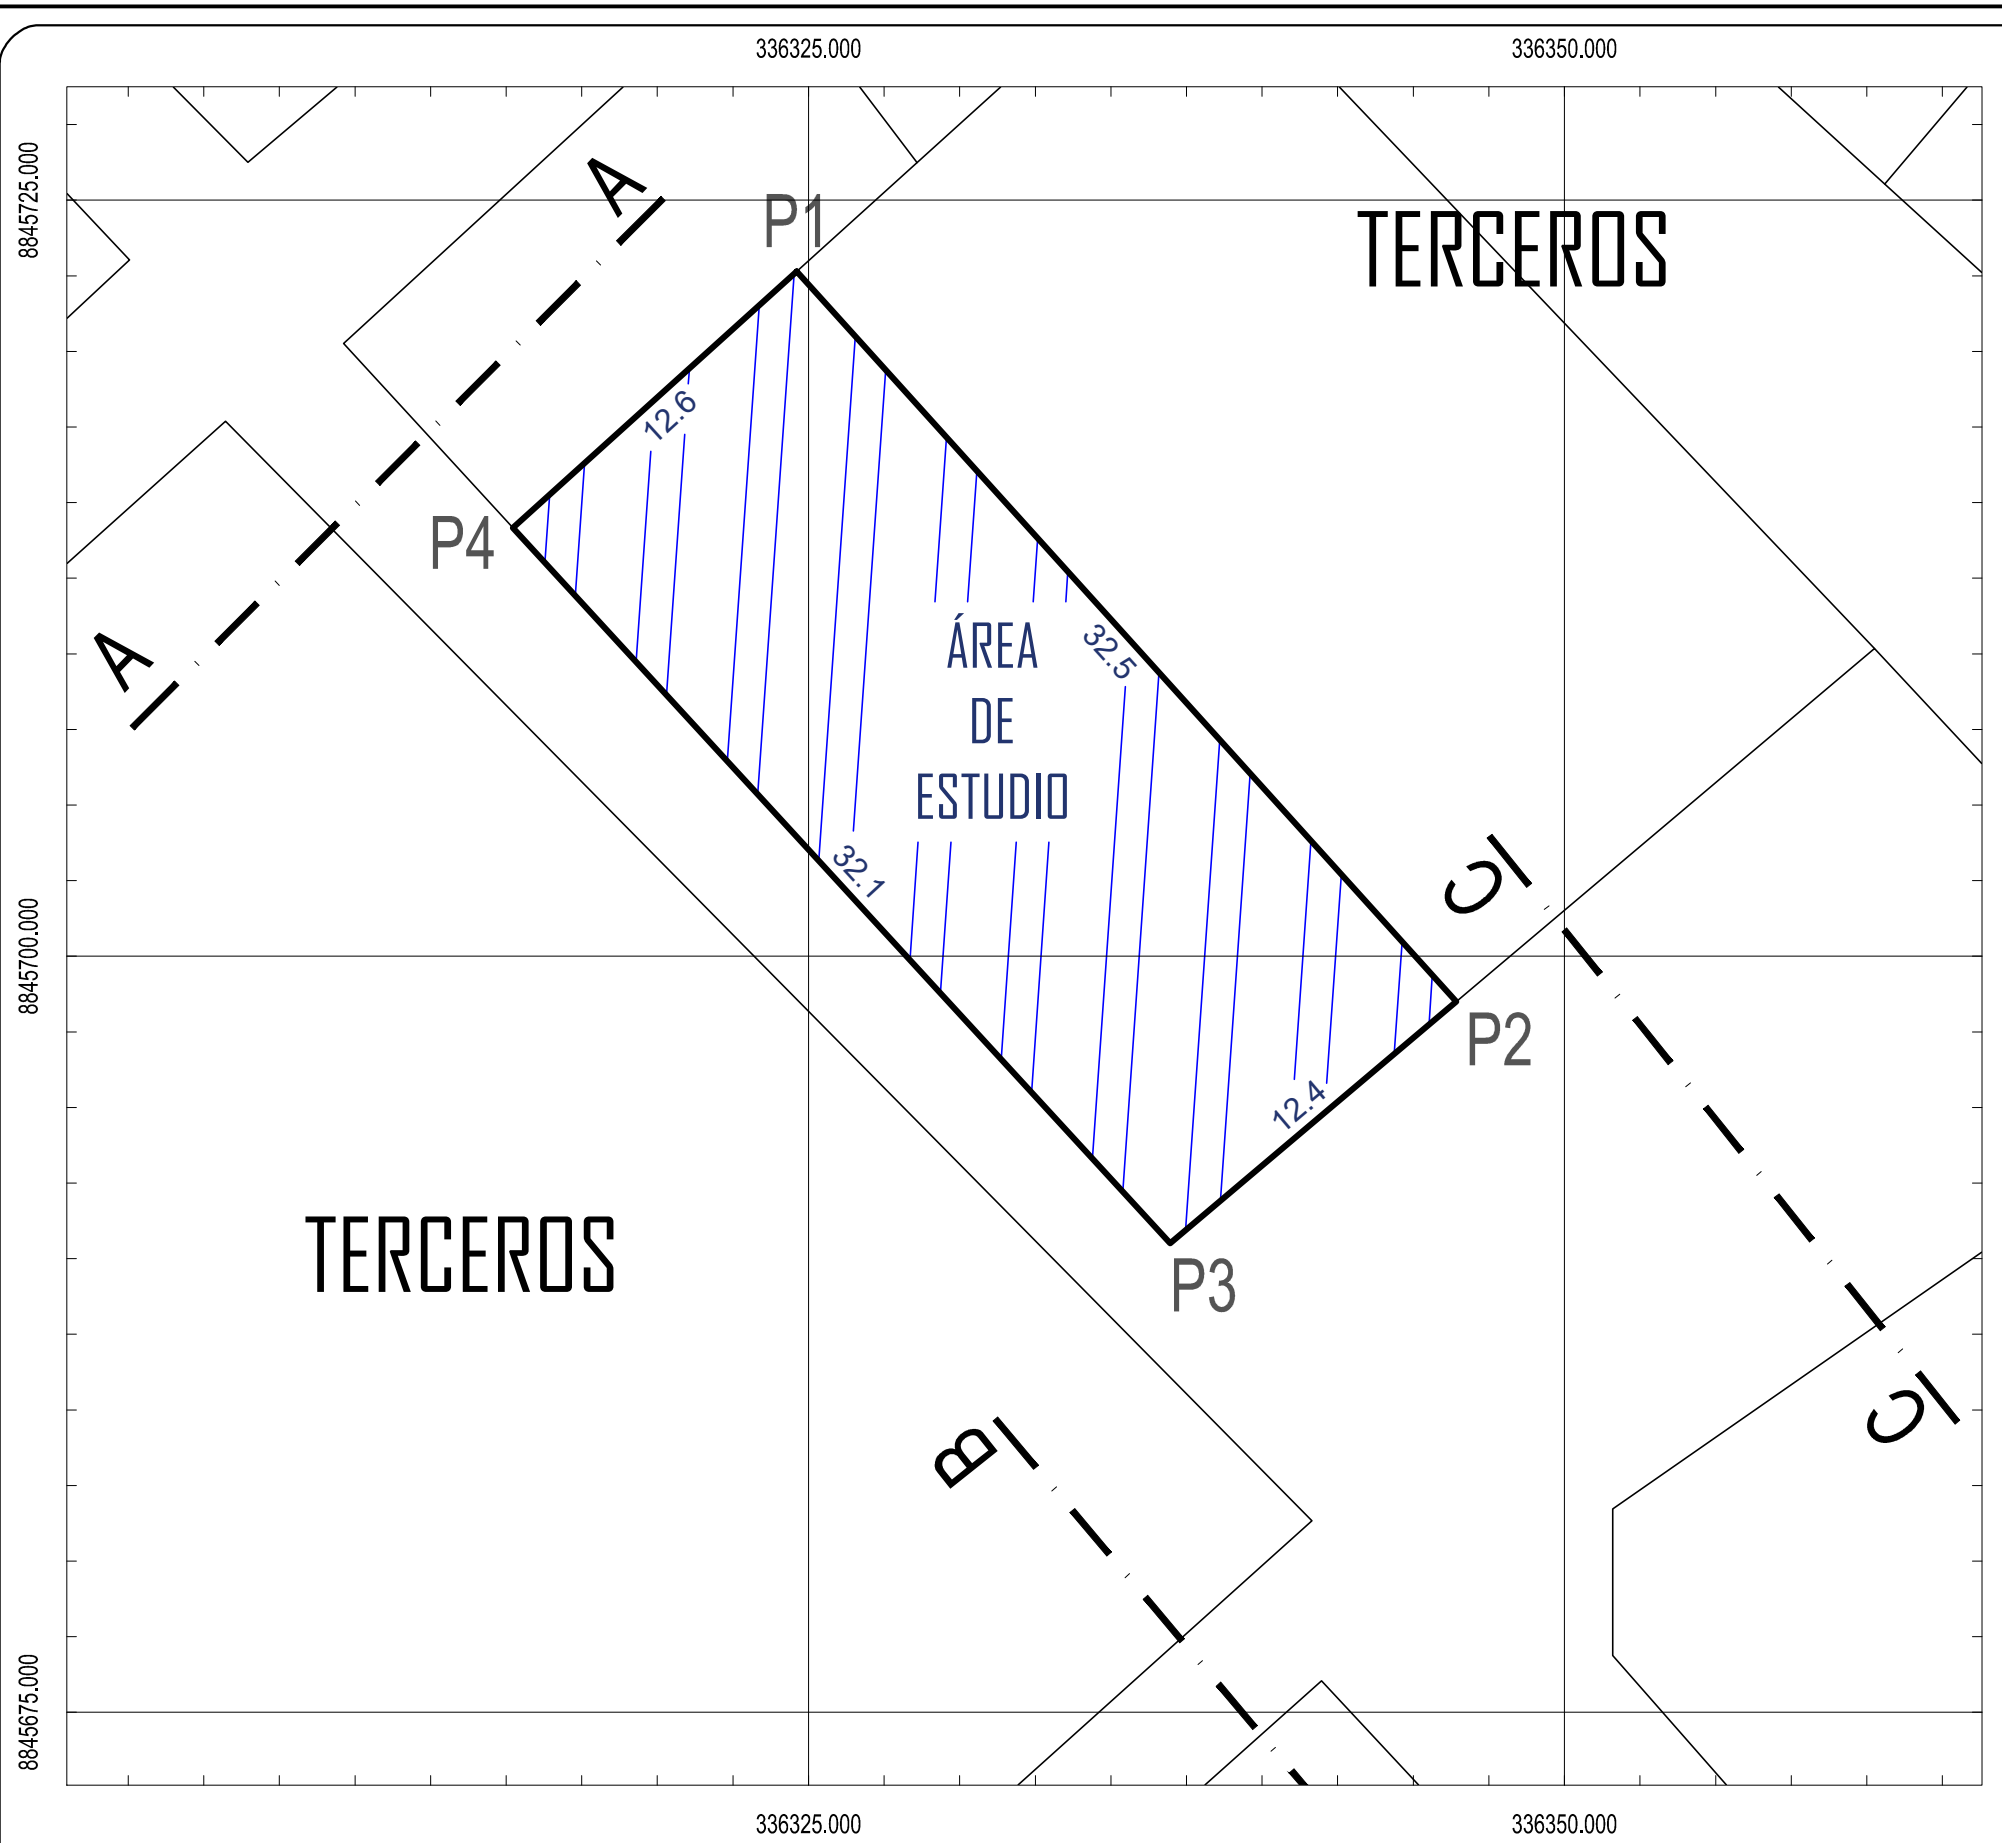 336325.000
336350.000
8845725.000
A
P1
TERCEROS
12.6
P4
ÁREA
DE
ESTUDIO
32.5
A
32.1
C
8845700.000
P2
12.4
TERCEROS
P3
C
B
8845675.000
336325.000
336350.000